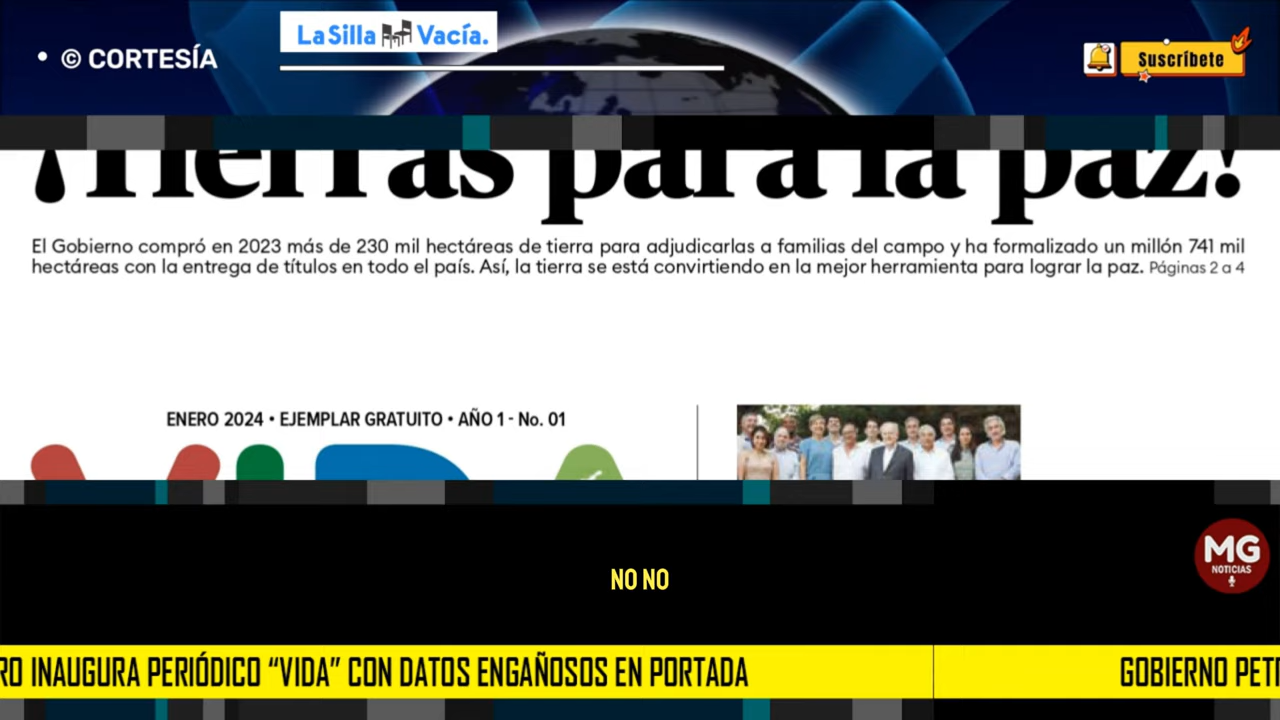 • © CORTESÍA
La Silla Vacía.
Suscríbete
¡Tierras para la paz!
El Gobierno compró en 2023 más de 230 mil hectáreas de tierra para adjudicarlas a familias del campo y ha formalizado un millón 741 mil
hectáreas con la entrega de títulos en todo el país. Así, la tierra se está convirtiendo en la mejor herramienta para lograr la paz. Páginas 2 a 4
ENERO 2024 • EJEMPLAR GRATUITO • AÑO 1 - No. 01
NO NO
MG
NOTICIAS
RO INAUGURA PERIÓDICO “VIDA” CON DATOS ENGAÑOSOS EN PORTADA
GOBIERNO PET